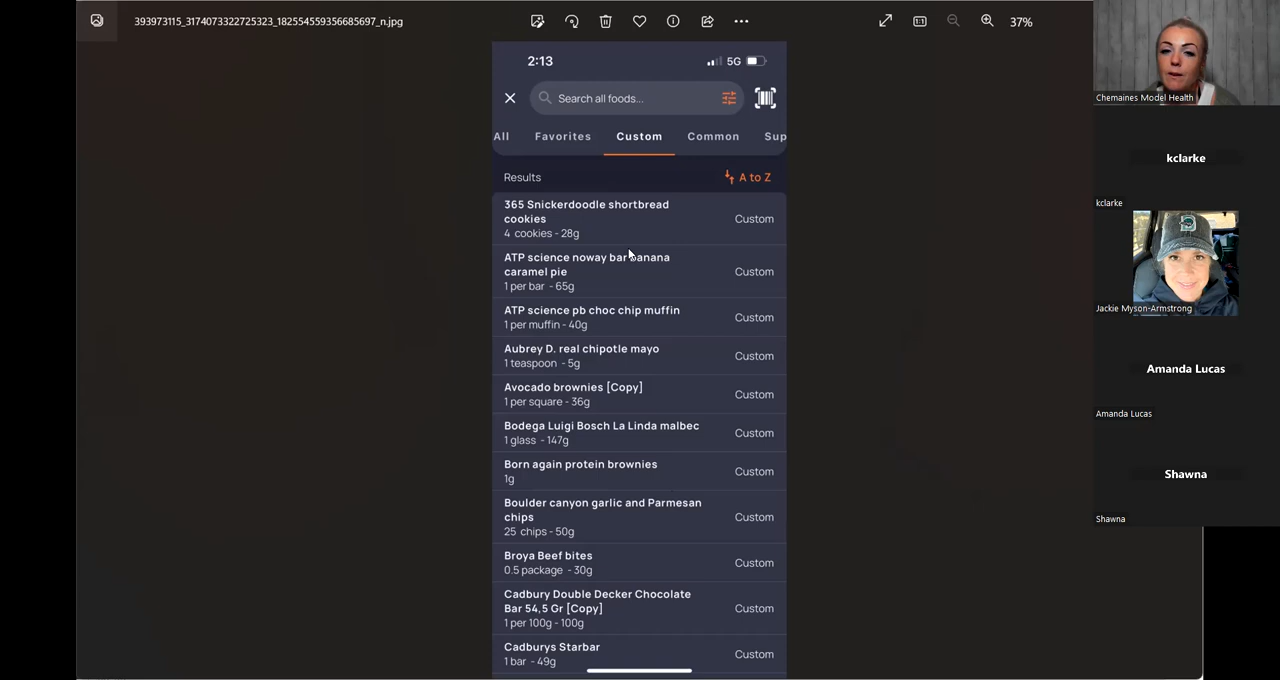 393973115_3174073322725323_182554559356685697_n.jpg
37%
2:13
5G
Search all foods...
All Favorites Custom Common Sup
Results A to Z
365 Snickerdoodle shortbread
cookies
4 cookies - 28g
Custom
ATP science noway bar banana
caramel pie
1 per bar - 65g
Custom
ATP science pb choc chip muffin
1 per muffin - 40g
Custom
Aubrey D. real chipotle mayo
1 teaspoon - 5g
Custom
Avocado brownies [Copy]
1 per square - 36g
Custom
Bodega Luigi Bosch La Linda malbec
1 glass - 147g
Custom
Born again protein brownies
1g
Custom
Boulder canyon garlic and Parmesan
chips
25 chips - 50g
Custom
Broya Beef bites
0.5 package - 30g
Custom
Cadbury Double Decker Chocolate
Bar 54,5 Gr [Copy]
1 per 100g - 100g
Custom
Cadburys Starbar
1 bar - 49g
Custom
Chemaines Model Health
kclarke
kclarke
Jackie Myson-Armstrong
Amanda Lucas
Amanda Lucas
Shawna
Shawna